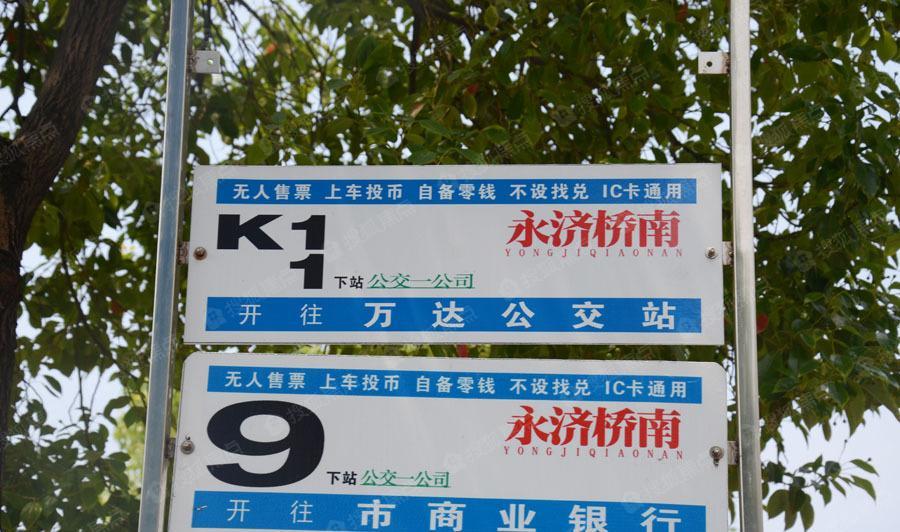 无人售票 上车投币 自备零钱 不设找兑 IC卡通用
K1 永济桥南
YONGJIQIAONAN
1 下站 公交一公司
开往 万达公交站
无人售票 上车投币 自备零钱 不设找兑 IC卡通用
9 永济桥南
YONGJIQIAONAN
下站 公交一公司
开往 市商业银行